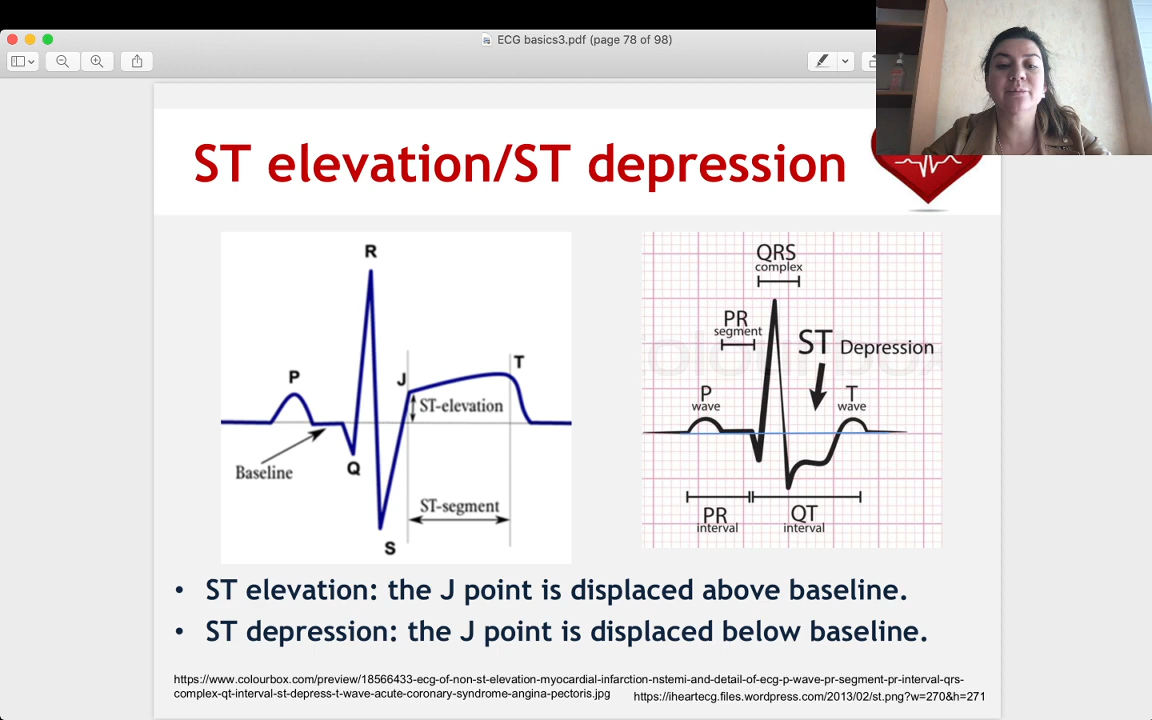 ECG basics3.pdf (page 78 of 98)
ST elevation/ST depression
R
P
J
T
ST-elevation
Baseline
Q
ST-segment
S
QRS
complex
PR
segment
ST Depression
P
wave
T
wave
PR
interval
QT
interval
• ST elevation: the J point is displaced above baseline.
• ST depression: the J point is displaced below baseline.
https://www.colourbox.com/preview/18566433-ecg-of-non-st-elevation-myocardial-infarction-nstemi-and-detail-of-ecg-p-wave-pr-segment-pr-interval-qrs-
complex-qt-interval-st-depress-t-wave-acute-coronary-syndrome-angina-pectoris.jpg
https://iheartecg.files.wordpress.com/2013/02/st.png?w=270&h=271